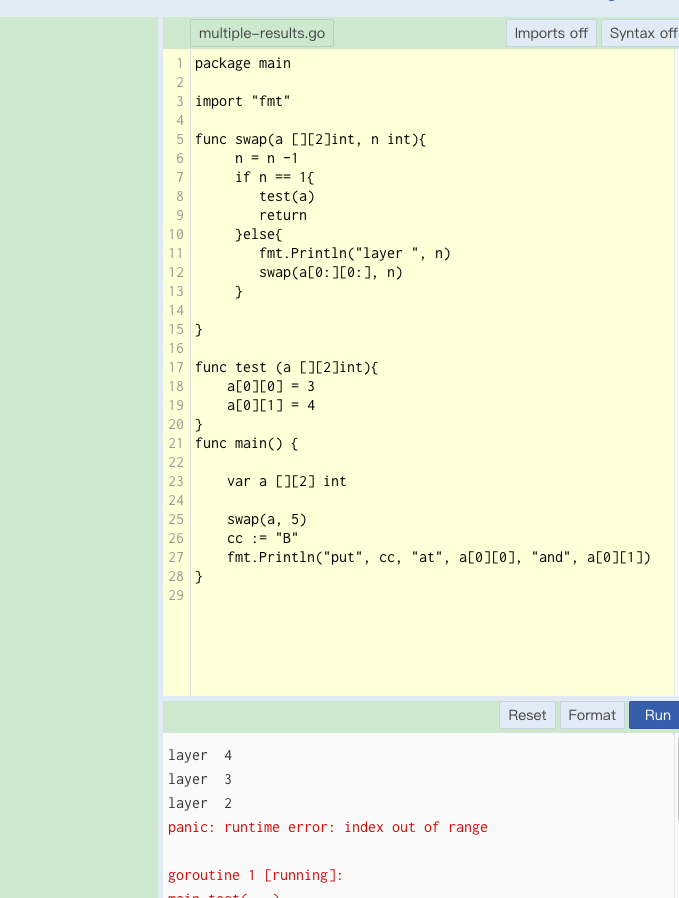 multiple-results.go
Imports off
Syntax off
1 package main
2
3 import "fmt"
4
5 func swap(a [][2]int, n int){
6      n = n -1
7      if n == 1{
8         test(a)
9         return
10      }else{
11         fmt.Println("layer ", n)
12         swap(a[0:][0:], n)
13      }
14
15 }
16
17 func test (a [][2]int){
18     a[0][0] = 3
19     a[0][1] = 4
20 }
21 func main() {
22
23     var a [][2] int
24
25     swap(a, 5)
26     cc := "B"
27     fmt.Println("put", cc, "at", a[0][0], "and", a[0][1])
28 }
29
Reset
Format
Run
layer  4
layer  3
layer  2
panic: runtime error: index out of range
goroutine 1 [running]: